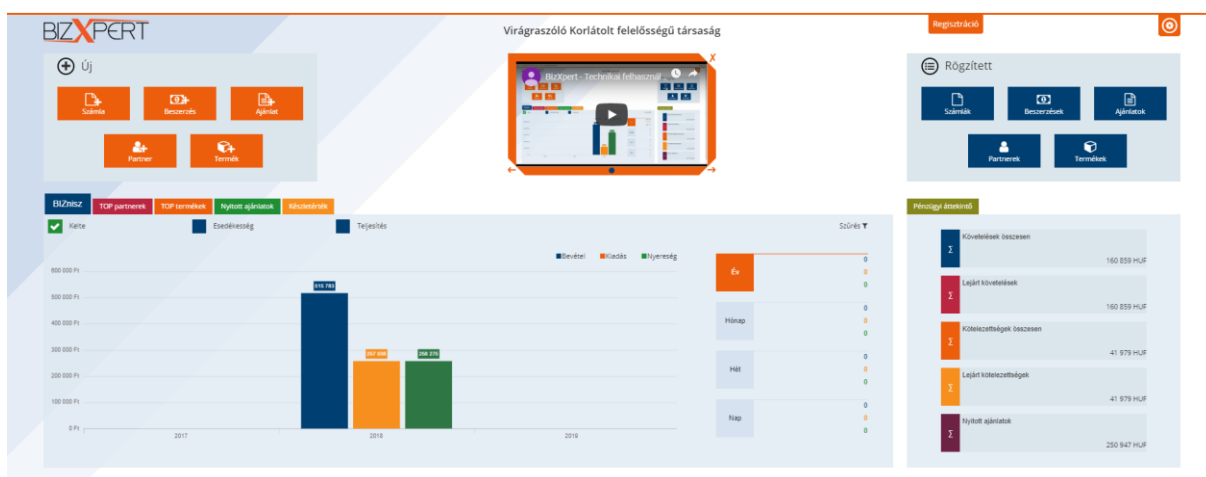 BIZXPERT
Virágraszóló Korlátolt felelősségű társaság
Regisztráció
Új
Számla
Beszerzés
Ajánlat
Partner
Termék
BizXpert - Technikai felhasznál
X
Rögzített
Számlák
Beszerzések
Ajánlatok
Partnerek
Termékek
BIZnisz
TOP partnerek
TOP termékek
Nyitott ajánlatok
Készletérték
Kelte
Esedékesség
Teljesítés
Szűrés
Bevétel
Kiadás
Nyereség
600 000 Ft
500 000 Ft
400 000 Ft
300 000 Ft
200 000 Ft
100 000 Ft
0 Ft
258 275
2017
2018
2019
Év
0
0
0
Hónap
0
0
0
Hét
0
0
0
Nap
0
0
0
Pénzügyi áttekintő
Σ
Követelések összesen
160 859 HUF
Σ
Lejárt követelések
160 859 HUF
Σ
Kötelezettségek összesen
41 979 HUF
Σ
Lejárt kötelezettségek
41 979 HUF
Σ
Nyitott ajánlatok
250 947 HUF